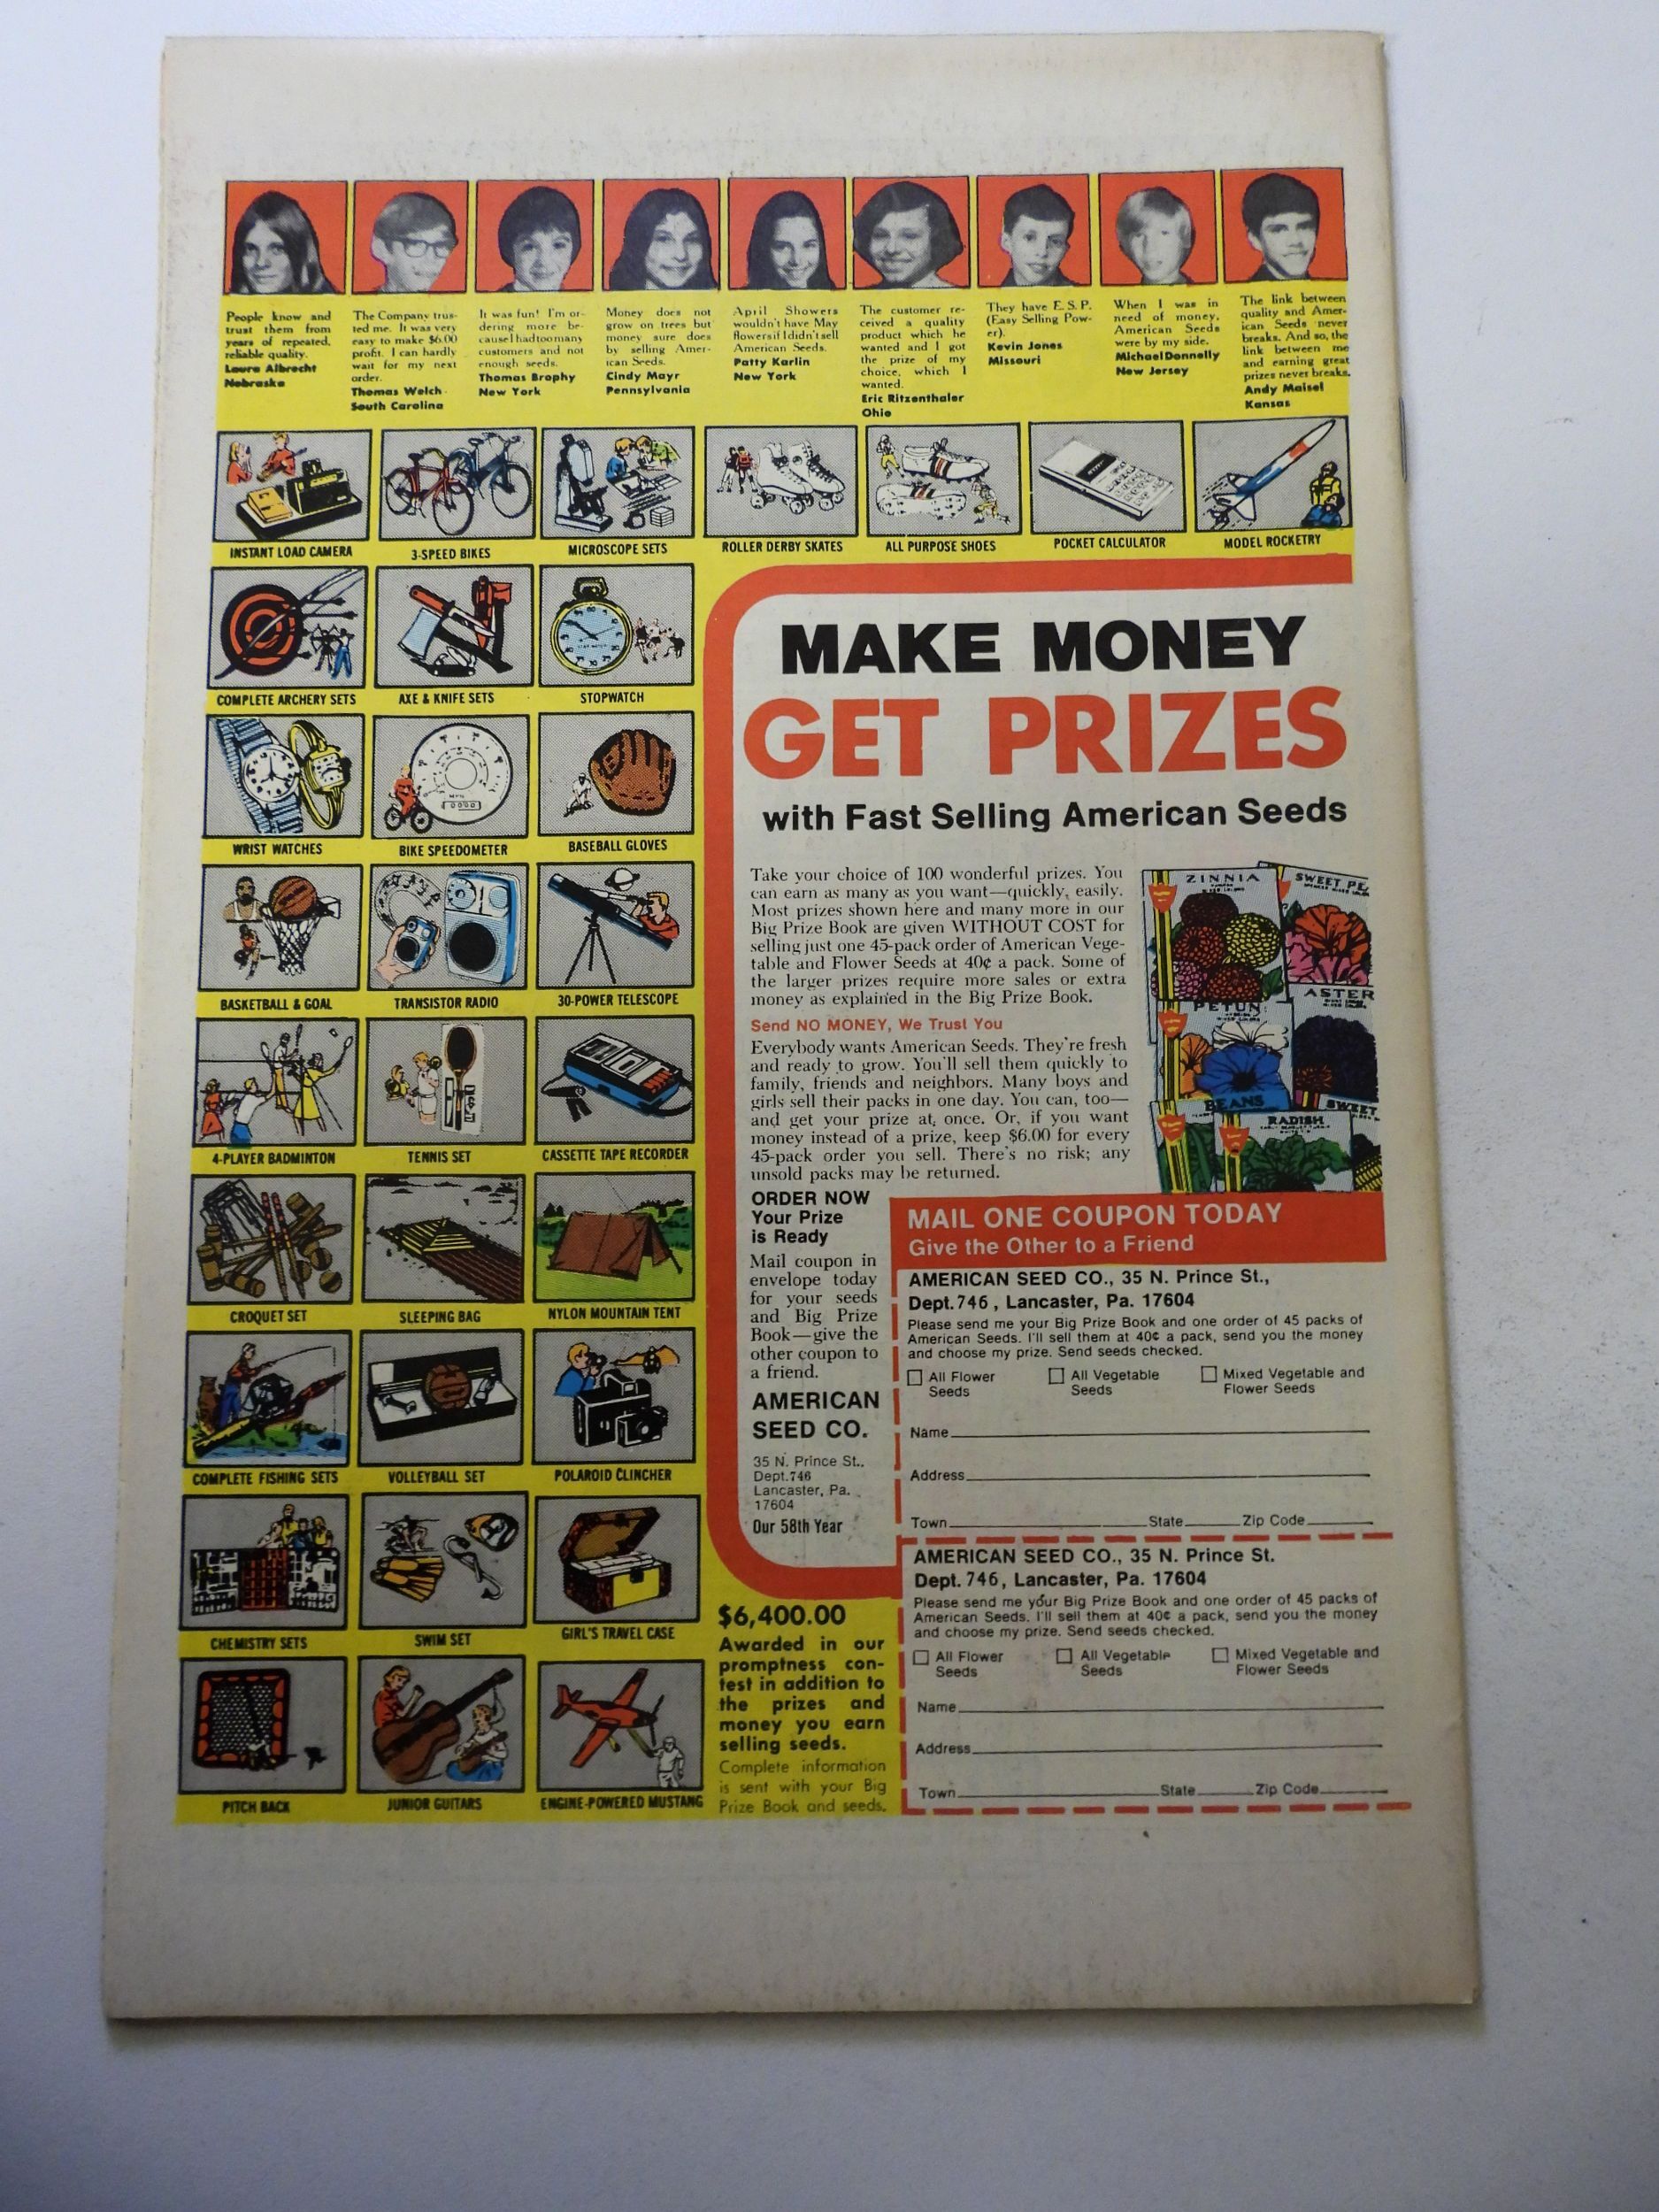 People know and
trust them from
years of repeated,
reliable quality.
Laura Albrecht
Nebraska
The Company trus-
ted me. It was very
easy to make $6.00
profit. I can hardly
wait for my next
order.
Thomas Welch
South Carolina
It was fun! I'm or-
dering more be-
cause I had too many
customers and not
enough seeds.
Thomas Brophy
New York
Money does not
grow on trees but
money sure does
by selling Amer-
ican Seeds.
Cindy Mayr
Pennsylvania
April Showers
wouldn't have May
flowers if I didn't sell
American Seeds.
Patty Karlin
New York
The customer re-
ceived a quality
product which he
wanted and I got
the prize of my
choice, which I
wanted.
Eric Ritzenthaler
Ohio
They have E.S.P.
(Easy Selling Pow-
er).
Kevin Jones
Missouri
When I was in
need of money,
American Seeds
were by my side.
Michael Donnelly
New Jersey
The link between
quality and Amer-
ican Seeds never
breaks. And so, the
link between me
and earning great
prizes never breaks.
Andy Maisel
Kansas
INSTANT LOAD CAMERA
3-SPEED BIKES
MICROSCOPE SETS
ROLLER DERBY SKATES
ALL PURPOSE SHOES
POCKET CALCULATOR
MODEL ROCKETRY
COMPLETE ARCHERY SETS
AXE & KNIFE SETS
STOPWATCH
WRIST WATCHES
BIKE SPEEDOMETER
BASEBALL GLOVES
BASKETBALL & GOAL
TRANSISTOR RADIO
30-POWER TELESCOPE
4-PLAYER BADMINTON
TENNIS SET
CASSETTE TAPE RECORDER
CROQUET SET
SLEEPING BAG
NYLON MOUNTAIN TENT
COMPLETE FISHING SETS
VOLLEYBALL SET
POLAROID CLINCHER
CHEMISTRY SETS
SWIM SET
GIRL'S TRAVEL CASE
PITCH BACK
JUNIOR GUITARS
ENGINE-POWERED MUSTANG
MAKE MONEY
GET PRIZES
with Fast Selling American Seeds
Take your choice of 100 wonderful prizes. You
can earn as many as you want—quickly, easily.
Most prizes shown here and many more in our
Big Prize Book are given WITHOUT COST for
selling just one 45-pack order of American Vege-
table and Flower Seeds at 40¢ a pack. Some of
the larger prizes require more sales or extra
money as explained in the Big Prize Book.
Send NO MONEY, We Trust You
Everybody wants American Seeds. They're fresh
and ready to grow. You'll sell them quickly to
family, friends and neighbors. Many boys and
girls sell their packs in one day. You can, too—
and get your prize at once. Or, if you want
money instead of a prize, keep $6.00 for every
45-pack order you sell. There's no risk; any
unsold packs may be returned.
ZINNIA
SWEET PE
PETUN
ASTER
BEANS
RADISH
SWEET
ORDER NOW
Your Prize
is Ready
Mail coupon in
envelope today
for your seeds
and Big Prize
Book—give the
other coupon to
a friend.
AMERICAN
SEED CO.
35 N. Prince St.,
Dept. 746
Lancaster, Pa.
17604
Our 58th Year
MAIL ONE COUPON TODAY
Give the Other to a Friend
AMERICAN SEED CO., 35 N. Prince St.,
Dept. 746, Lancaster, Pa. 17604
Please send me your Big Prize Book and one order of 45 packs of
American Seeds. I'll sell them at 40¢ a pack, send you the money
and choose my prize. Send seeds checked.
All Flower Seeds
All Vegetable Seeds
Mixed Vegetable and Flower Seeds
Name
Address
Town State Zip Code
AMERICAN SEED CO., 35 N. Prince St.
Dept. 746, Lancaster, Pa. 17604
Please send me your Big Prize Book and one order of 45 packs of
American Seeds. I'll sell them at 40¢ a pack, send you the money
and choose my prize. Send seeds checked.
All Flower Seeds
All Vegetable Seeds
Mixed Vegetable and Flower Seeds
Name
Address
Town State Zip Code
$6,400.00
Awarded in our
promptness con-
test in addition to
the prizes and
money you earn
selling seeds.
Complete information
is sent with your Big
Prize Book and seeds.